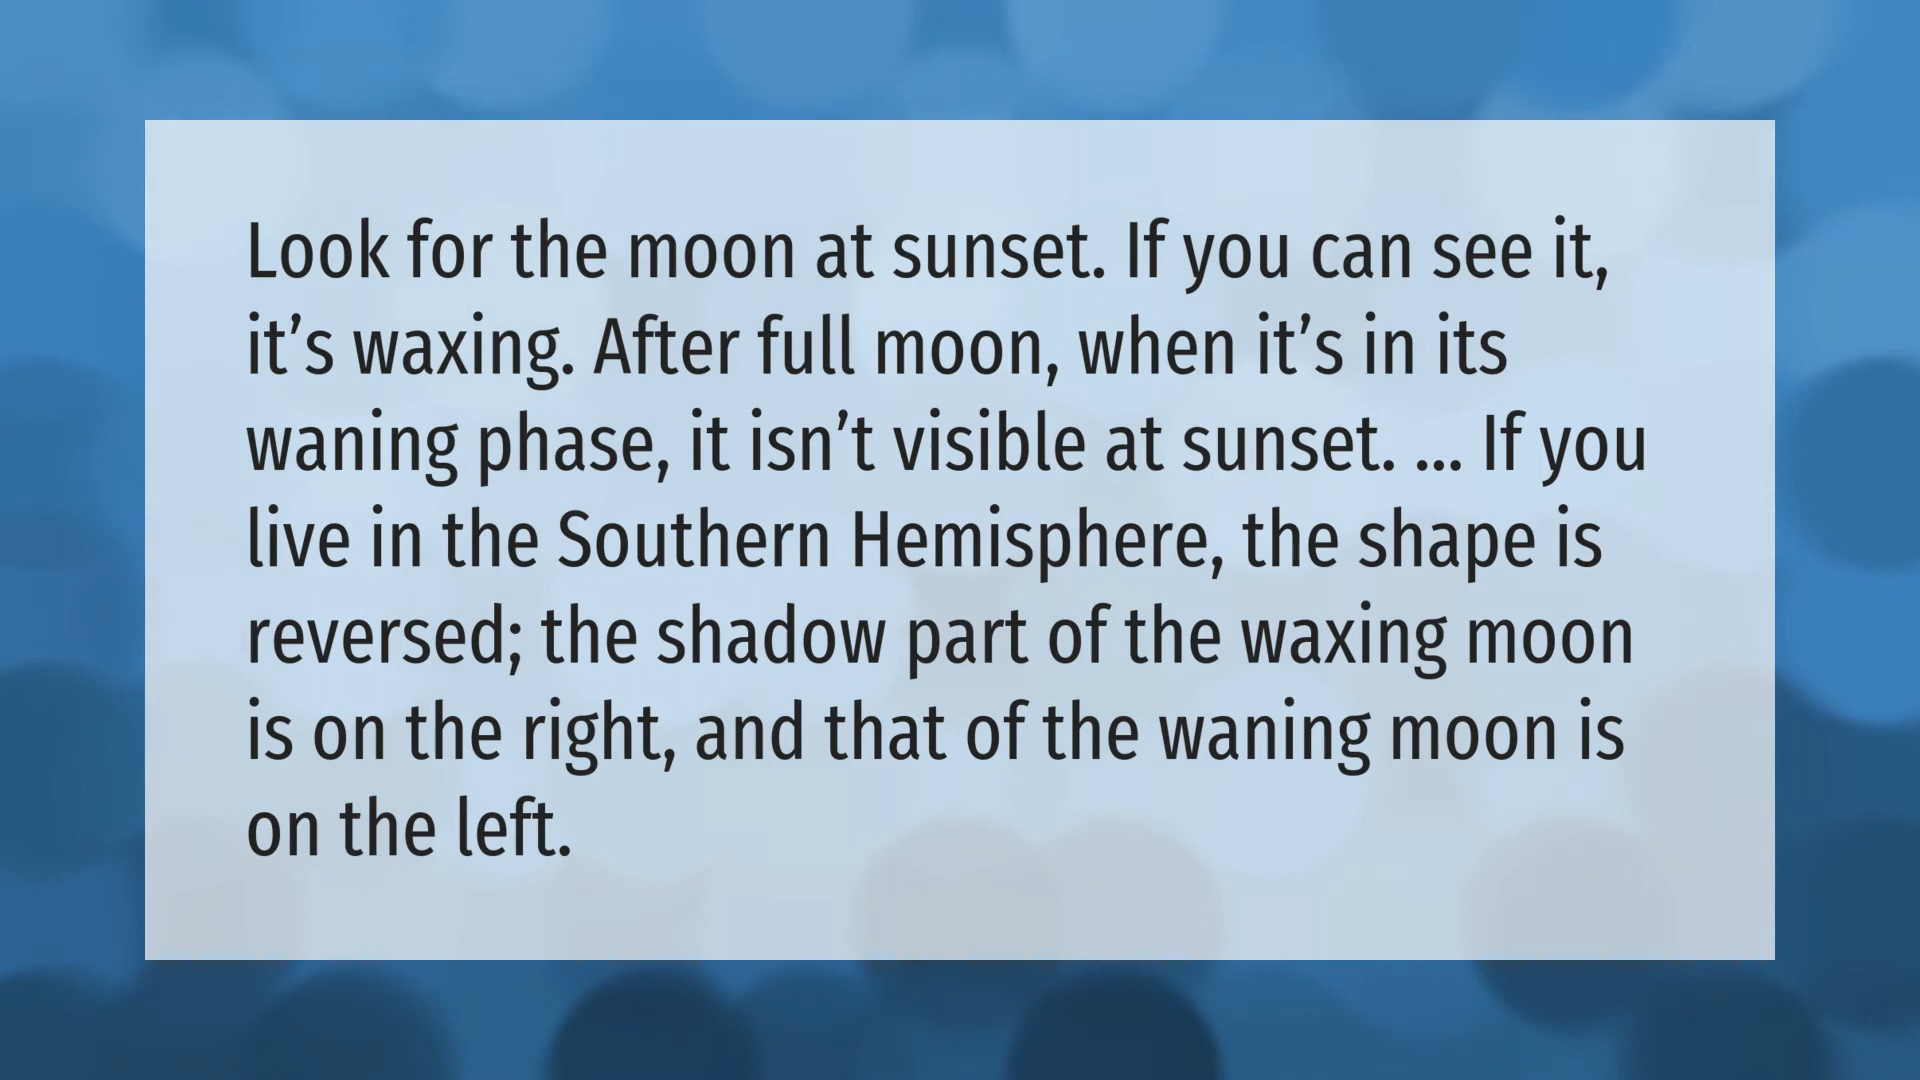 Look for the moon at sunset. If you can see it,
it’s waxing. After full moon, when it’s in its
waning phase, it isn’t visible at sunset. ... If you
live in the Southern Hemisphere, the shape is
reversed; the shadow part of the waxing moon
is on the right, and that of the waning moon is
on the left.